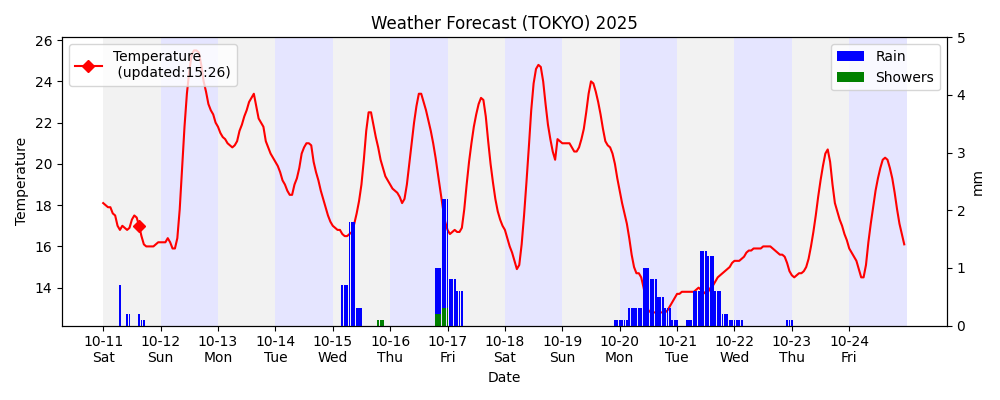 Weather Forecast (TOKYO) 2025
Temperature
(updated:15:26)
Rain
Showers
Temperature
26
24
22
20
18
16
14
5
4
3
2
1
0
mm
10-11 10-12 10-13 10-14 10-15 10-16 10-17 10-18 10-19 10-20 10-21 10-22 10-23 10-24
Sat Sun Mon Tue Wed Thu Fri Sat Sun Mon Tue Wed Thu Fri
Date